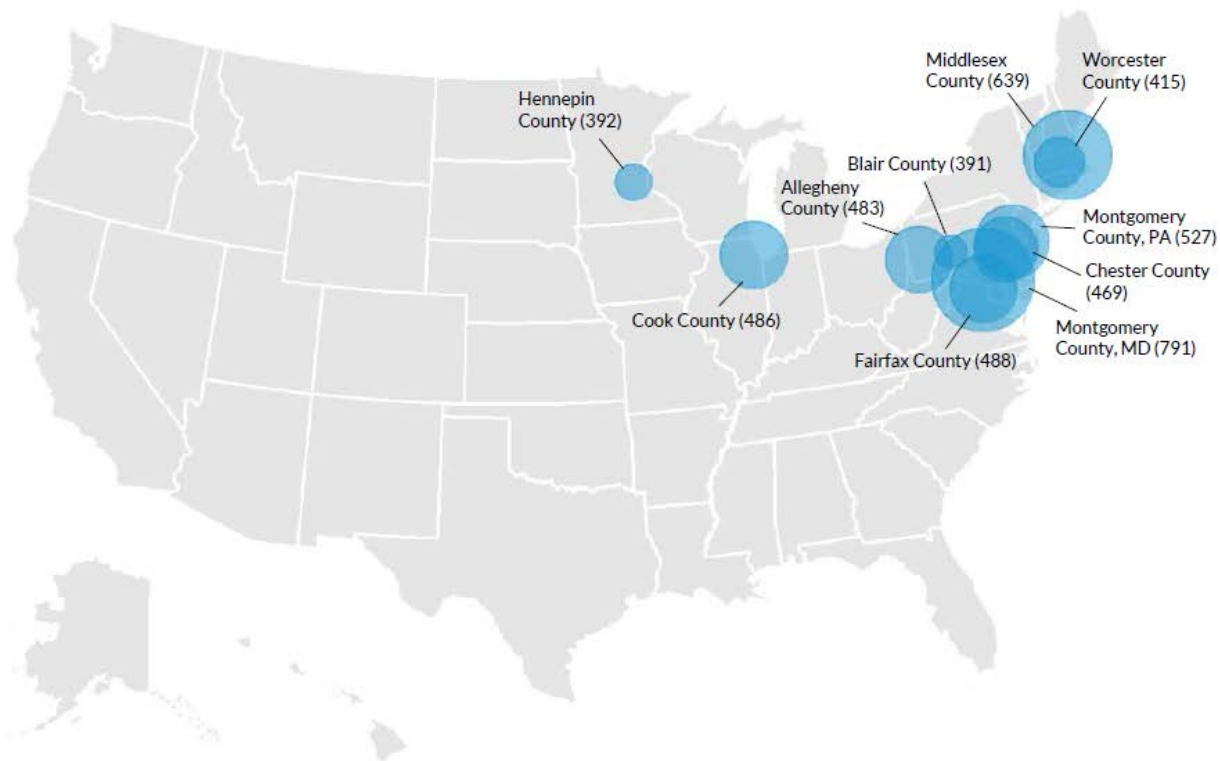 Middlesex
County (639)
Worcester
County (415)
Hennepin
County (392)
Blair County (391)
Allegheny
County (483)
Montgomery
County, PA (527)
Chester County
(469)
Cook County (486)
Montgomery
County, MD (791)
Fairfax County (488)